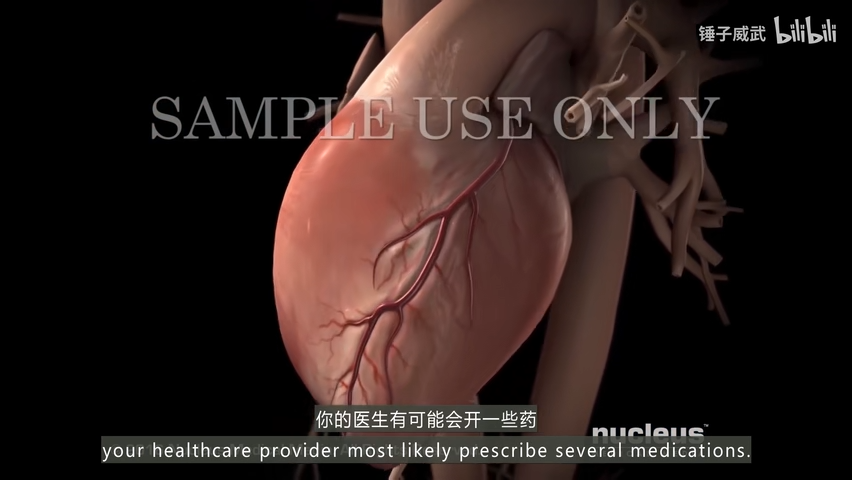 锤子威武 bilibili
SAMPLE USE ONLY
你的医生有可能会开一些药
nucleus™
your healthcare provider most likely prescribe several medications.